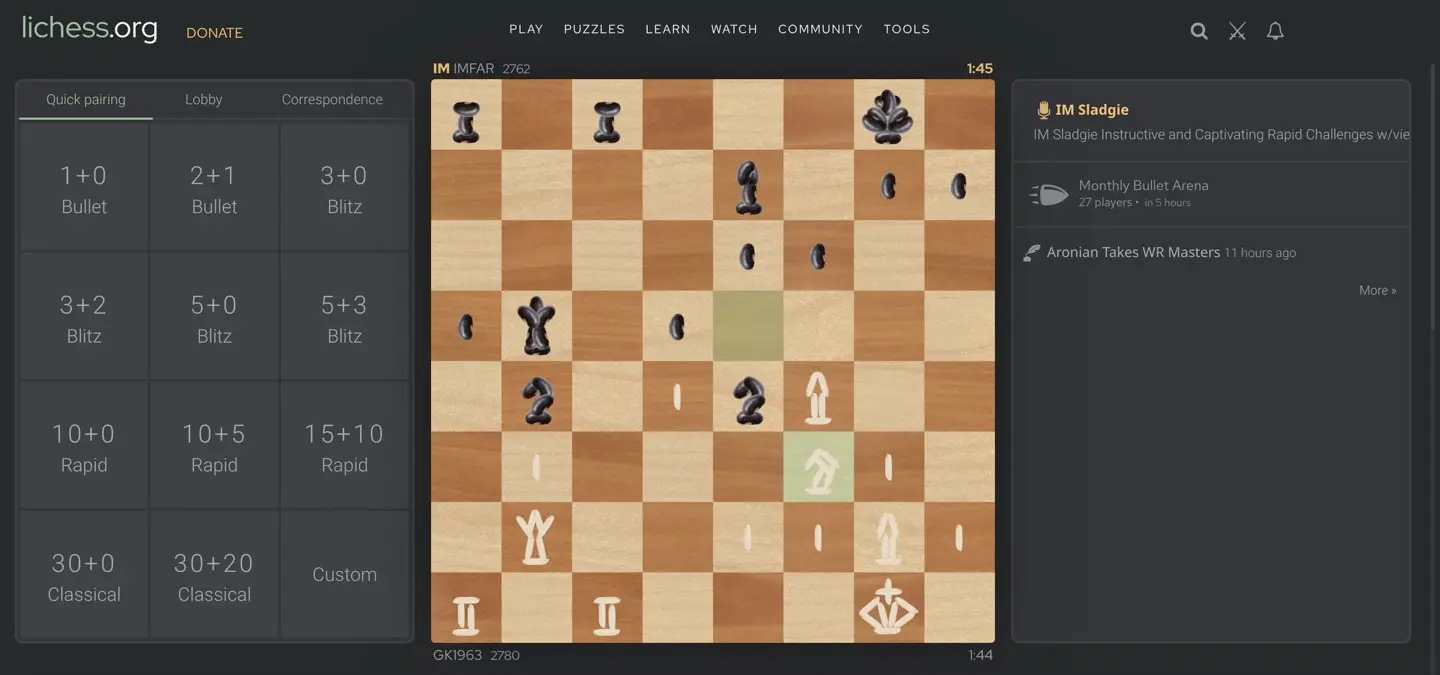 lichess.org
DONATE
PLAY
PUZZLES
LEARN
WATCH
COMMUNITY
TOOLS
Quick pairing
Lobby
Correspondence
1+0
Bullet
2+1
Bullet
3+0
Blitz
3+2
Blitz
5+0
Blitz
5+3
Blitz
10+0
Rapid
10+5
Rapid
15+10
Rapid
30+0
Classical
30+20
Classical
Custom
IM IMFAR 2762
1:45
GK1963 2780
1:44
IM Sladgie
IM Sladgie Instructive and Captivating Rapid Challenges w/vie
Monthly Bullet Arena
27 players • in 5 hours
Aronian Takes WR Masters 11 hours ago
More »